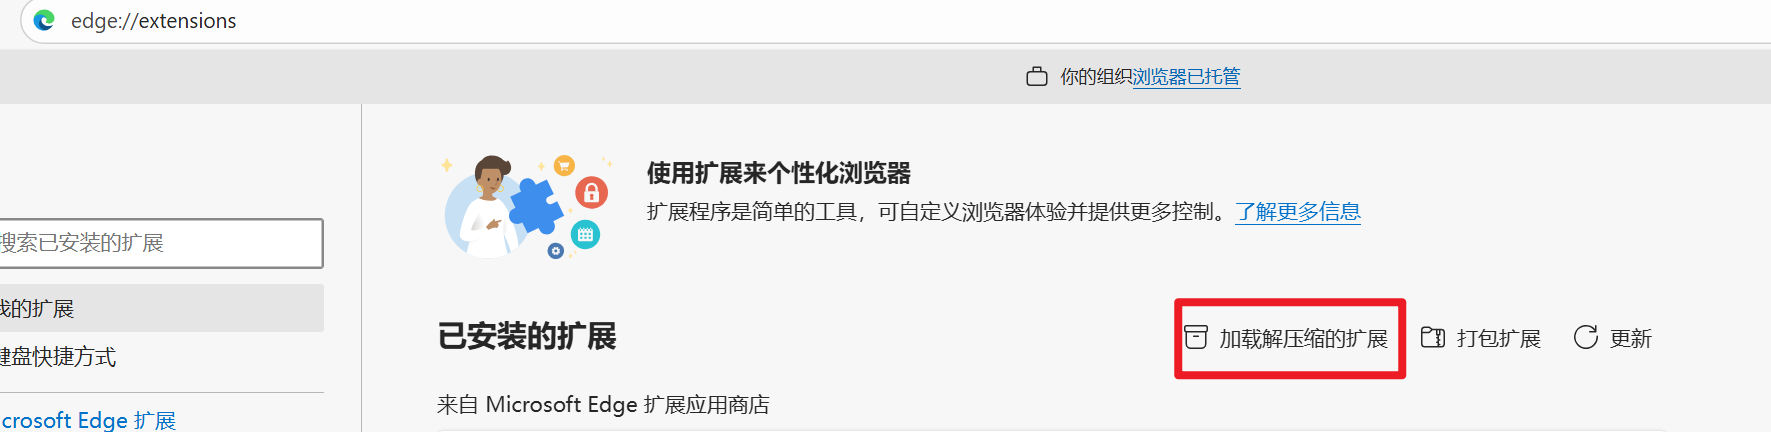 edge://extensions
你的组织浏览器已托管
使用扩展来个性化浏览器
扩展程序是简单的工具，可自定义浏览器体验并提供更多控制。了解更多信息
搜索已安装的扩展
我的扩展
键盘快捷方式
crosoft Edge 扩展
已安装的扩展
加载解压缩的扩展
打包扩展
更新
来自 Microsoft Edge 扩展应用商店